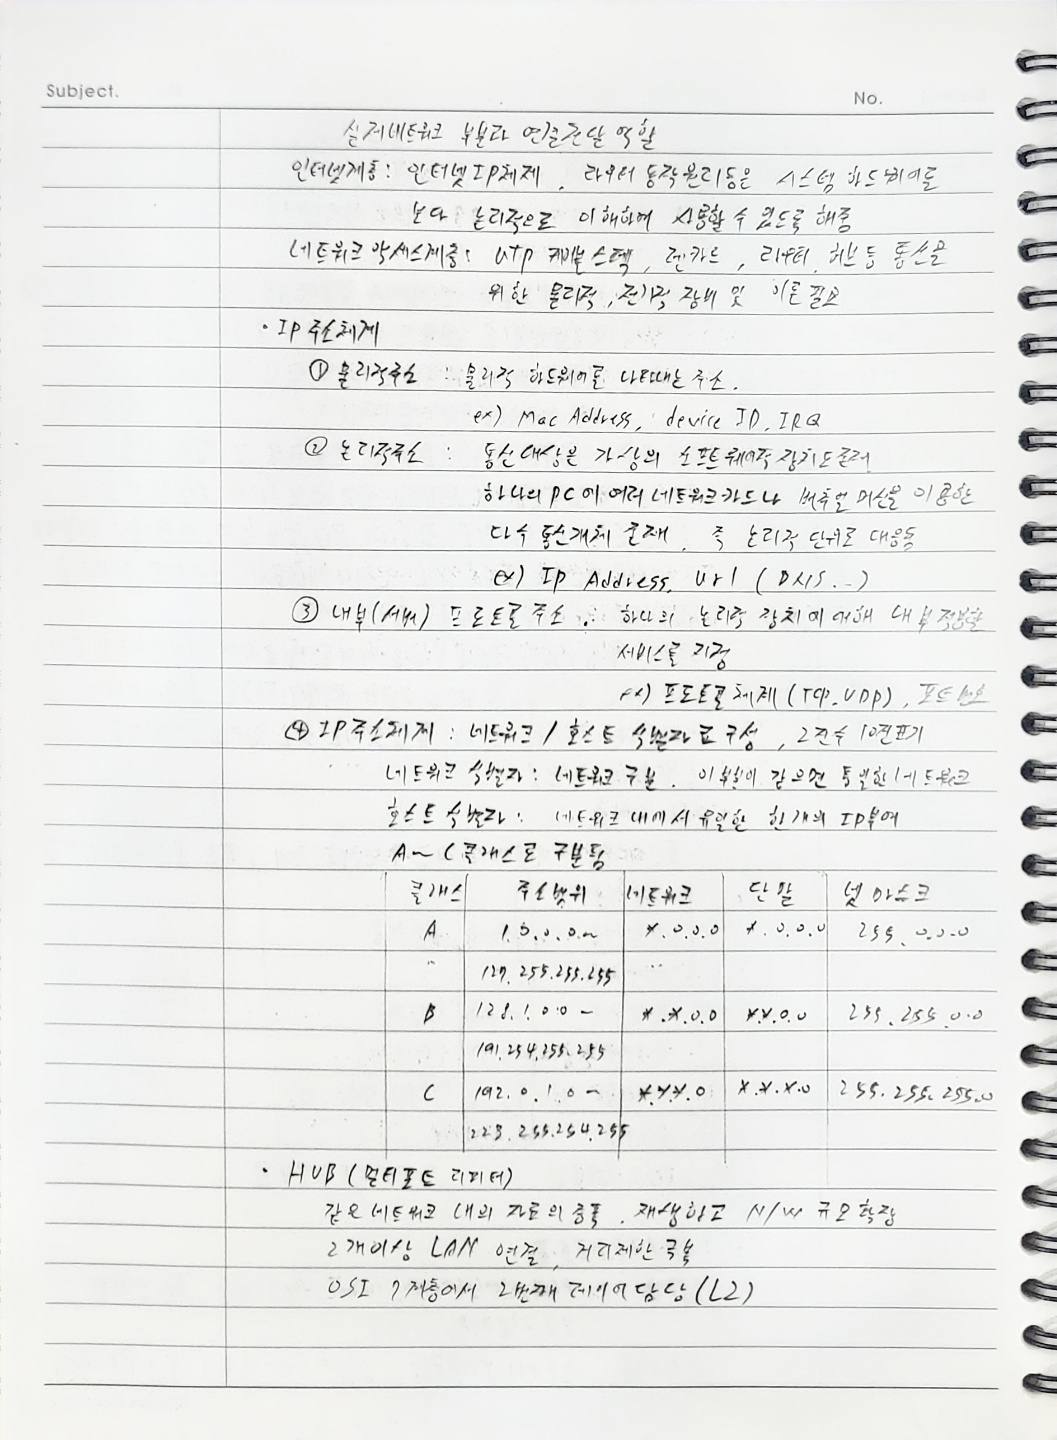 Subject.
No.
실제네트워크 부분과 연결전달 역할
인터넷계층: 인터넷IP체제, 라우터 동작원리등은 시스템 하드웨어를
보다 논리적으로 이해하며 사용할 수 있도록 해줌
네트워크 악세스계층: UTP 케이블 스텍, 렌카드, 라우터, 허브 등 통신을
위한 물리적, 전기적 장비 및 이론 필요
· IP 주소체계
① 물리적주소 : 물리적 하드웨어를 나타내는 주소.
ex) Mac Address, device ID, IRQ
② 논리적주소 : 통신대상은 가상의 소프트웨어적 장치도 존재
하나의 PC에 여러 네트워크카드나 버추얼 머신을 이용한
다수 통신개체 존재, 즉 논리적 단위로 대응됨
ex) Ip Address, Url (DNS...)
③ 내부(서버) 프로토콜 주소 : 하나의 논리적 장치에 의해 내부적
서비스를 지정
ex) 프로토콜 체제 (TCP, UDP), 포트번호
④ IP주소체계 : 네트워크 / 호스트 식별자로 구성, 2진수 10진표기
네트워크 식별자 : 네트워크 구분, 이 부분이 같으면 동일한 네트워크
호스트 식별자 : 네트워크 내에서 유일한 한개의 IP부여
A~C클래스로 구분됨
클래스 주소범위 네트워크 단말 넷마스크
A 1.0.0.0~ *.0.0.0 *.0.0.0 255.0.0.0
127.255.255.255
B 128.1.0.0~ *.*.0.0 *.*.0.0 255.255.0.0
191.254.255.255
C 192.0.1.0~ *.*.*.0 *.*.*.0 255.255.255.0
223.255.254.255
· HUB (멀티포트 리피터)
같은 네트워크 내의 자료의 증폭, 재생하고 N/W 규모 확장
2개이상 LAN 연결, 거리제한 극복
OSI 7계층에서 2번째 레이어 담당 (L2)